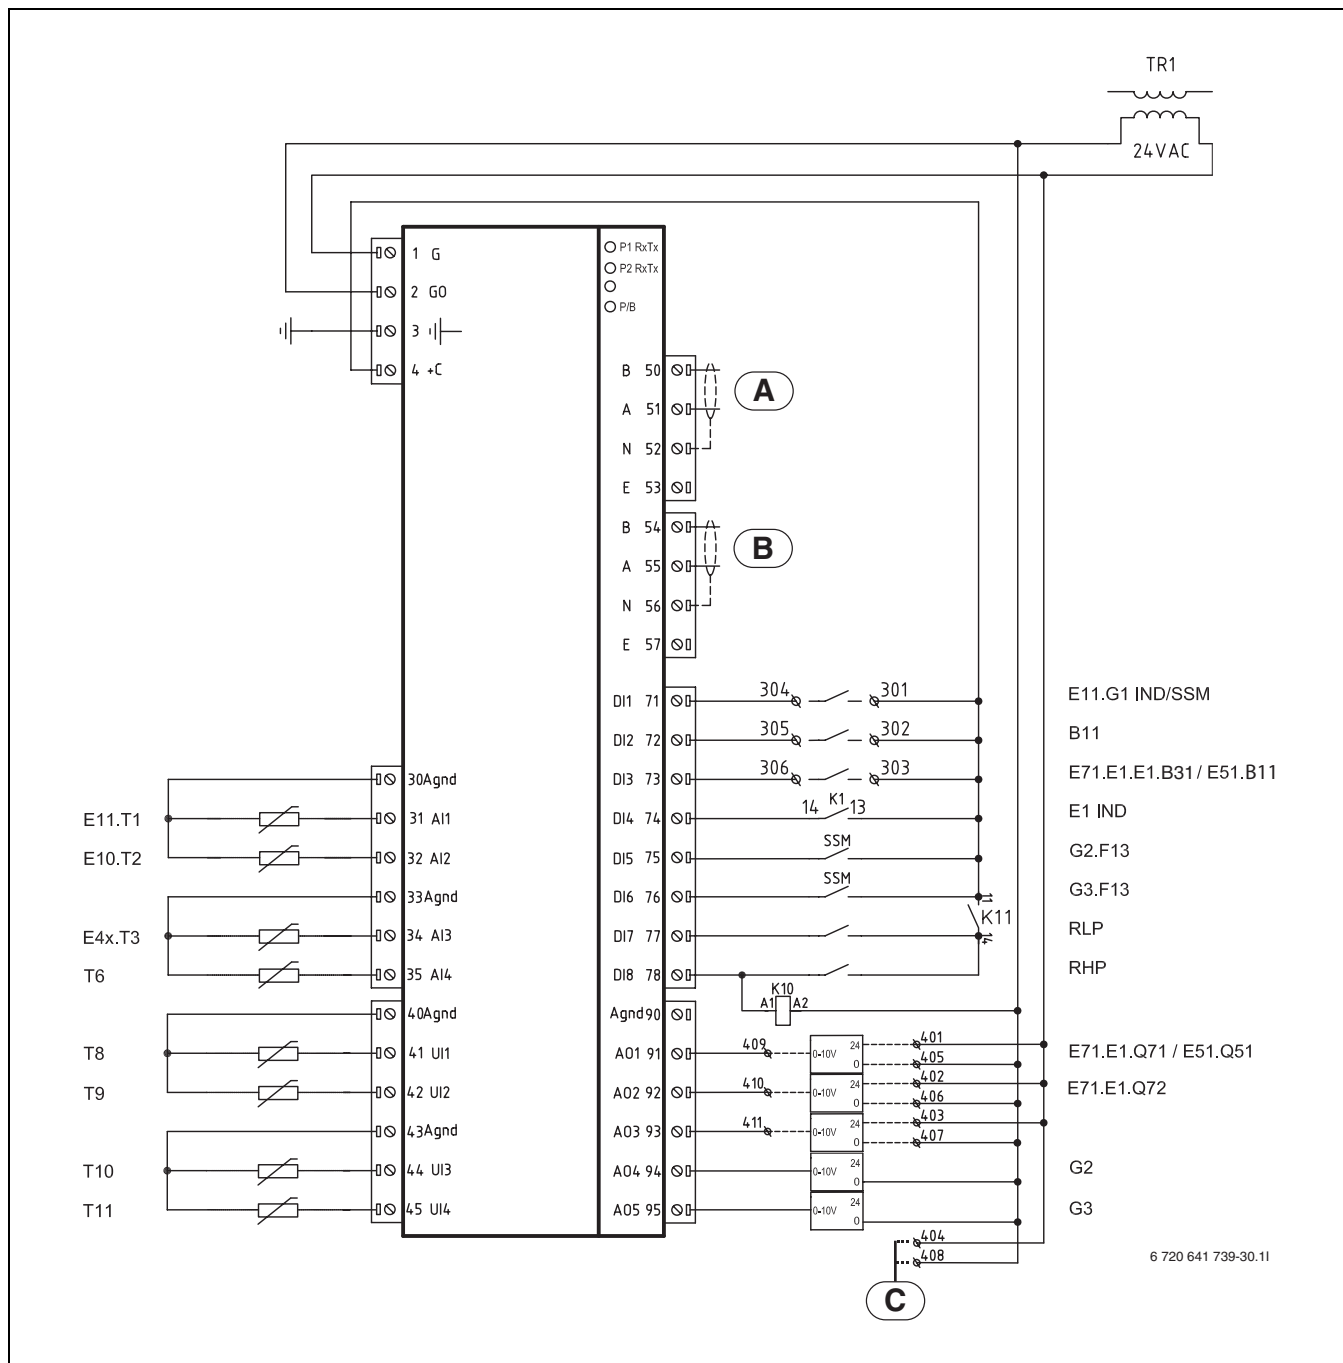 TR1
24VAC
1 G
P1 RxTx
P2 RxTx
2 G0
P/B
3
4 +C
B 50
A
A 51
N 52
E 53
B 54
B
A 55
N 56
E 57
DI1 71 304 301 E11.G1 IND/SSM
DI2 72 305 302 B11
DI3 73 306 303 E71.E1.E1.B31 / E51.B11
30Agnd
E11.T1 31 AI1 DI4 74 14 K1 13 E1 IND
E10.T2 32 AI2 DI5 75 SSM G2.F13
33Agnd DI6 76 SSM 11 G3.F13
K11
E4x.T3 34 AI3 DI7 77 14 RLP
T6 35 AI4 DI8 78 RHP
K10
A1 A2
40Agnd Agnd90
T8 41 UI1 AO1 91 409 0-10V 24 0 401 405 E71.E1.Q71 / E51.Q51
T9 42 UI2 AO2 92 410 0-10V 24 0 402 406 E71.E1.Q72
43Agnd AO3 93 411 0-10V 24 0 403 407
T10 44 UI3 AO4 94 0-10V 24 0 G2
T11 45 UI4 AO5 95 0-10V 24 0 G3
404
408
6 720 641 739-30.1I
C